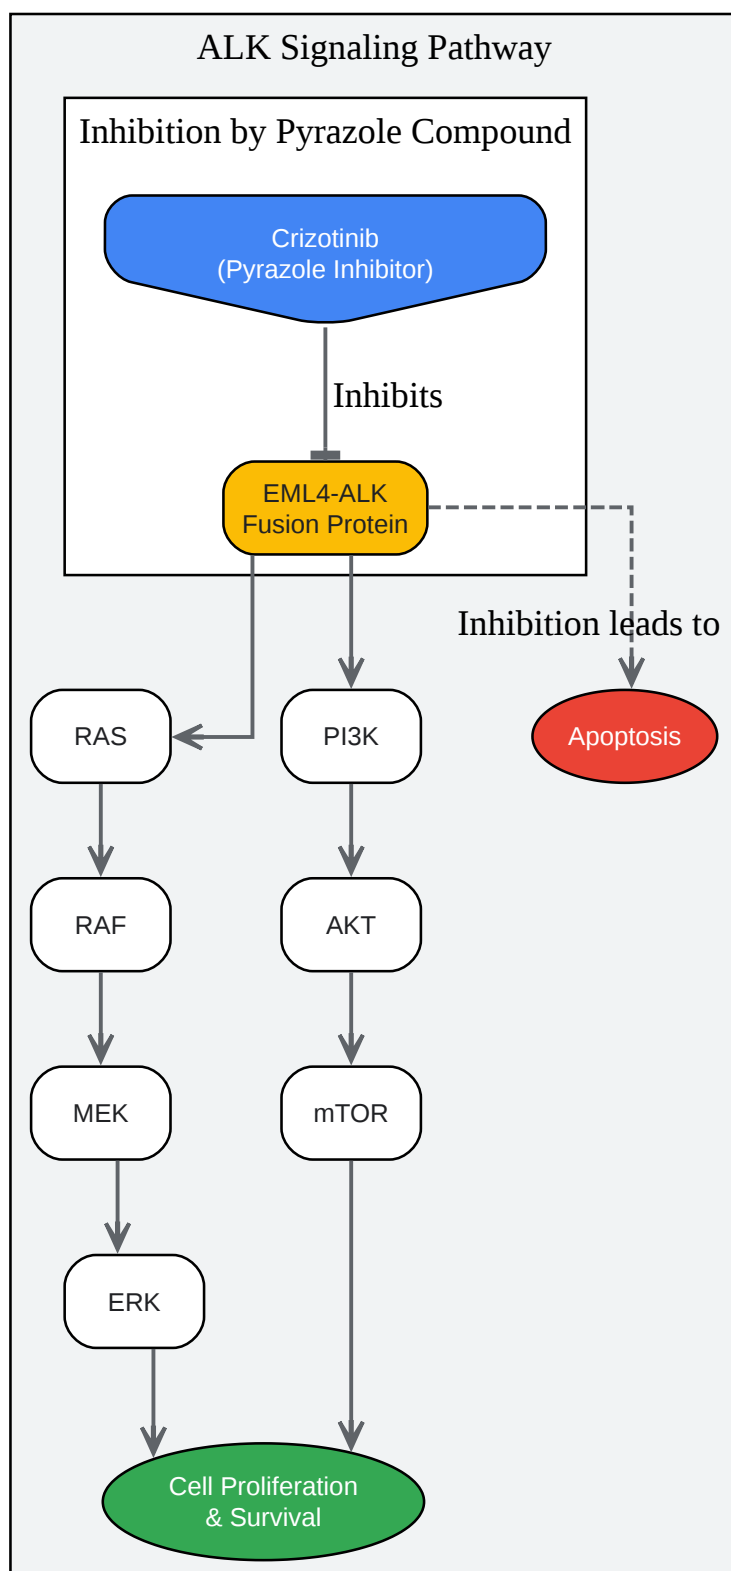 ALK Signaling Pathway
Inhibition by Pyrazole Compound
Crizotinib
(Pyrazole Inhibitor)
Inhibits
EML4-ALK
Fusion Protein
Inhibition leads to
RAS
PI3K
Apoptosis
RAF
AKT
MEK
mTOR
ERK
Cell Proliferation
& Survival